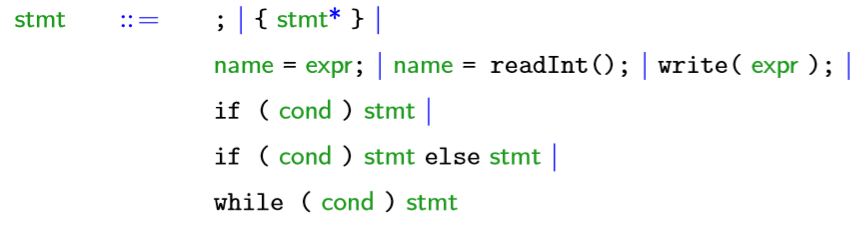 stmt ::= ; | { stmt* } |
name = expr; | name = readInt(); | write( expr ); |
if ( cond ) stmt |
if ( cond ) stmt else stmt |
while ( cond ) stmt